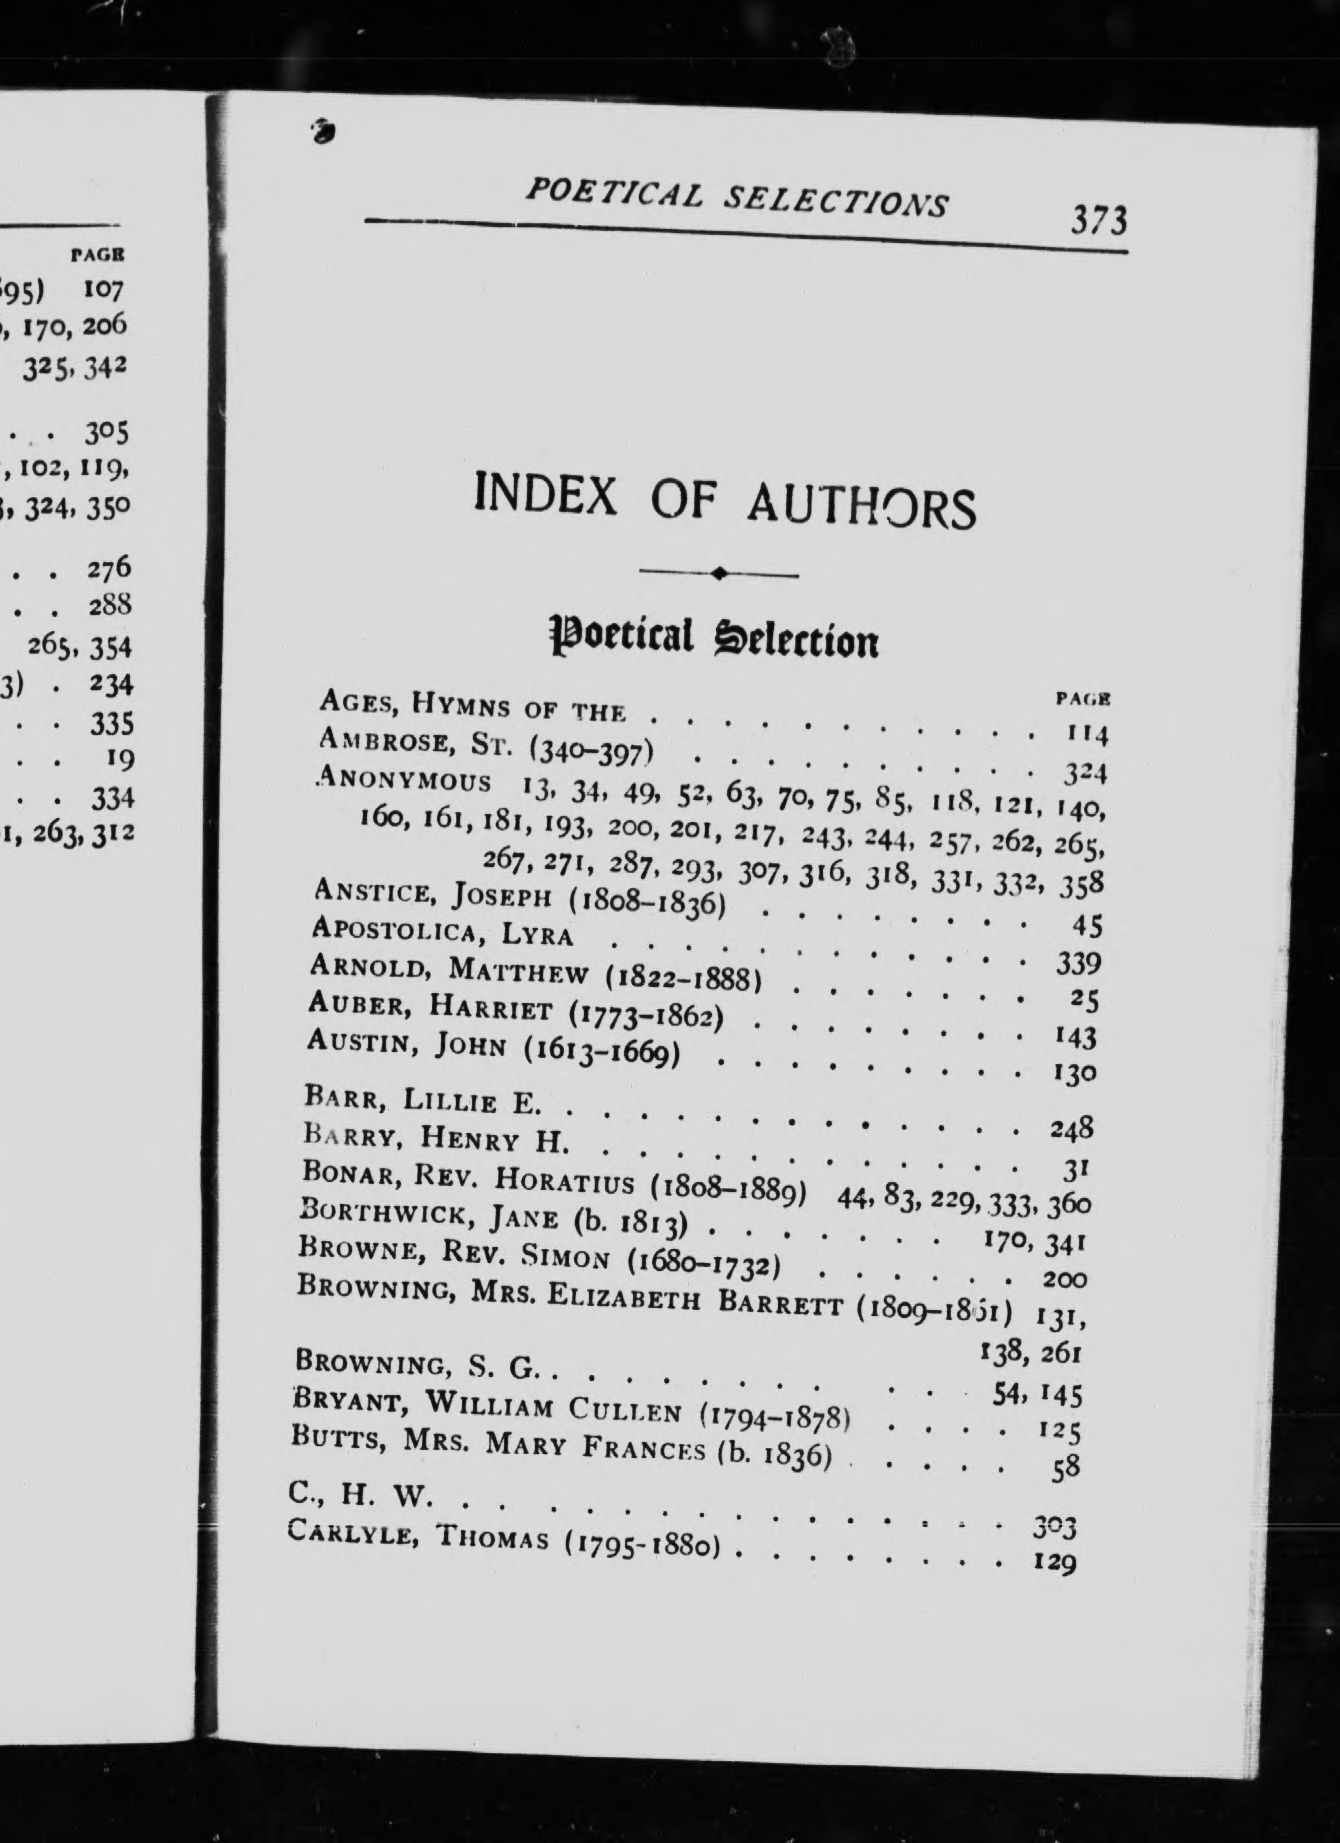 PAGE
95) 107
, 170, 206
325, 342
. . 305
, 102, 119,
, 324, 350
. . 276
. . 288
265, 354
3) . 234
. . 335
. . 19
. . 334
1, 263, 312
POETICAL SELECTIONS 373
INDEX OF AUTHORS
Poetical Selection
PAGE
AGES, HYMNS OF THE . . . . . . . . . . . 114
AMBROSE, ST. (340–397) . . . . . . . . . . 324
ANONYMOUS 13, 34, 49, 52, 63, 70, 75, 85, 118, 121, 140,
160, 161, 181, 193, 200, 201, 217, 243, 244, 257, 262, 265,
267, 271, 287, 293, 307, 316, 318, 331, 332, 358
ANSTICE, JOSEPH (1808–1836) . . . . . . . . 45
APOSTOLICA, LYRA . . . . . . . . . . . . 339
ARNOLD, MATTHEW (1822–1888) . . . . . . . 25
AUBER, HARRIET (1773–1862) . . . . . . . . 143
AUSTIN, JOHN (1613–1669) . . . . . . . . . 130
BARR, LILLIE E. . . . . . . . . . . . . . 248
BARRY, HENRY H. . . . . . . . . . . . . 31
BONAR, REV. HORATIUS (1808–1889) 44, 83, 229, 333, 360
BORTHWICK, JANE (b. 1813) . . . . . . . 170, 341
BROWNE, REV. SIMON (1680–1732) . . . . . . 200
BROWNING, MRS. ELIZABETH BARRETT (1809–1861) 131,
138, 261
BROWNING, S. G. . . . . . . . . . . . 54, 145
BRYANT, WILLIAM CULLEN (1794–1878) . . . . 125
BUTTS, MRS. MARY FRANCES (b. 1836) . . . . . 58
C., H. W. . . . . . . . . . . . . . . . 303
CARLYLE, THOMAS (1795-1880) . . . . . . . . 129